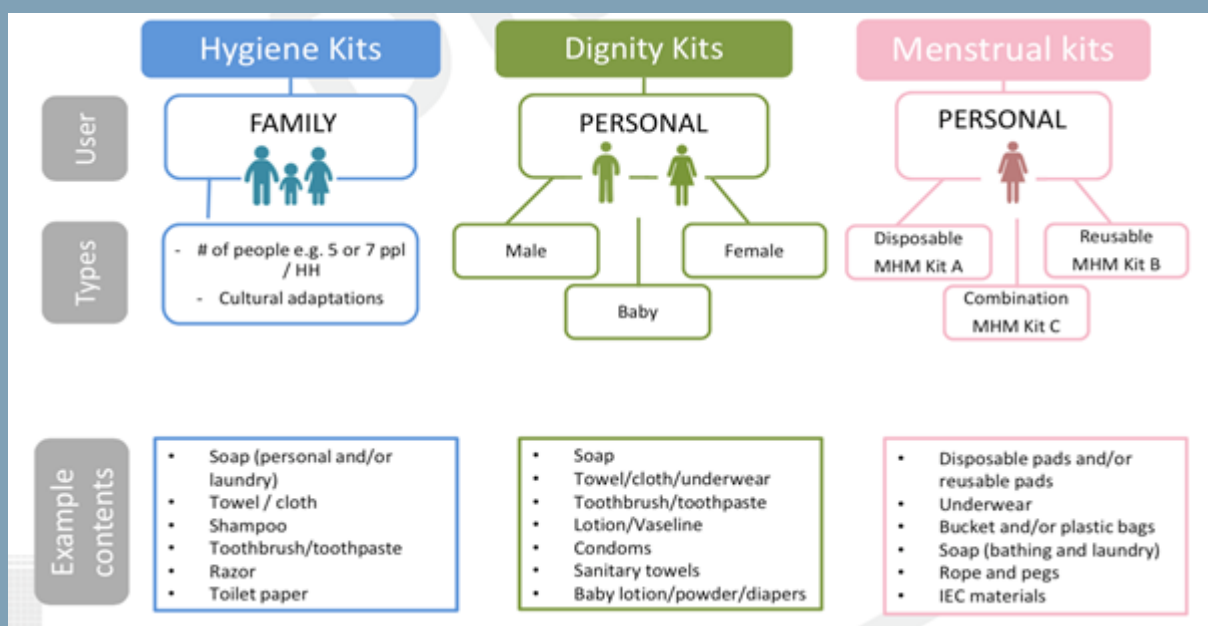 Hygiene Kits
Dignity Kits
Menstrual kits
User
FAMILY
PERSONAL
PERSONAL
Types
- # of people e.g. 5 or 7 ppl
/ HH
- Cultural adaptations
Male
Female
Baby
Disposable
MHM Kit A
Reusable
MHM Kit B
Combination
MHM Kit C
Example
contents
• Soap (personal and/or
laundry)
• Towel / cloth
• Shampoo
• Toothbrush/toothpaste
• Razor
• Toilet paper
• Soap
• Towel/cloth/underwear
• Toothbrush/toothpaste
• Lotion/Vaseline
• Condoms
• Sanitary towels
• Baby lotion/powder/diapers
• Disposable pads and/or
reusable pads
• Underwear
• Bucket and/or plastic bags
• Soap (bathing and laundry)
• Rope and pegs
• IEC materials